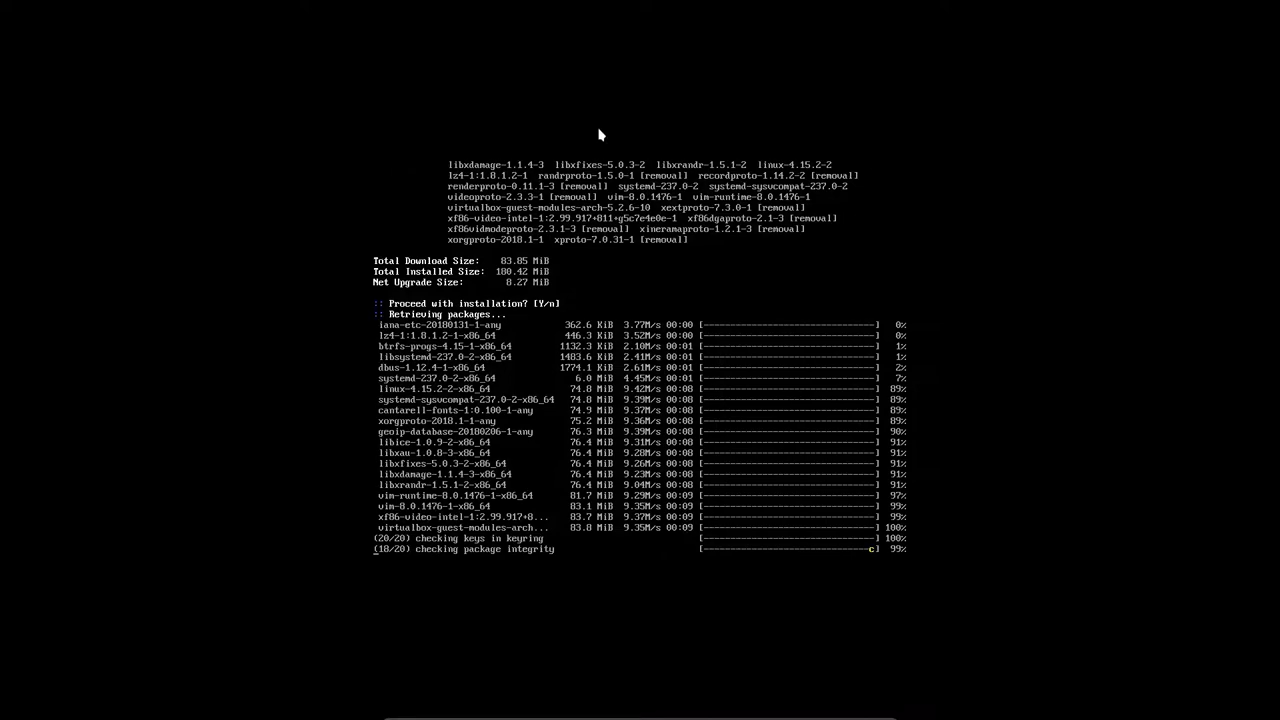 libxdamage-1.1.4-3  libxfixes-5.0.3-2  libxrandr-1.5.1-2  linux-4.15.2-2
lz4-1:1.8.1.2-1  randrproto-1.5.0-1 [removal]  recordproto-1.14.2-2 [removal]
renderproto-0.11.1-3 [removal]  systemd-237.0-2  systemd-sysvcompat-237.0-2
videoproto-2.3.3-1 [removal]  vim-8.0.1476-1  vim-runtime-8.0.1476-1
virtualbox-guest-modules-arch-5.2.6-10  xextproto-7.3.0-1 [removal]
xf86-video-intel-1:2.99.917+811+g5c7e4e0e-1  xf86dgaproto-2.1-3 [removal]
xf86vidmodeproto-2.3.1-3 [removal]  xineramaproto-1.2.1-3 [removal]
xorgproto-2018.1-1  xproto-7.0.31-1 [removal]
Total Download Size:    83.85 MiB
Total Installed Size:  180.42 MiB
Net Upgrade Size:        8.27 MiB
:: Proceed with installation? [Y/n]
:: Retrieving packages...
iana-etc-20180131-1-any 362.6 KiB 3.77M/s 00:00 [----------------------------------] 0%
lz4-1:1.8.1.2-1-x86_64 446.3 KiB 3.52M/s 00:00 [----------------------------------] 0%
btrfs-progs-4.15-1-x86_64 1132.3 KiB 2.10M/s 00:01 [----------------------------------] 1%
libsystemd-237.0-2-x86_64 1483.6 KiB 2.41M/s 00:01 [----------------------------------] 1%
dbus-1.12.4-1-x86_64 1774.1 KiB 2.61M/s 00:01 [----------------------------------] 2%
systemd-237.0-2-x86_64 6.0 MiB 4.45M/s 00:01 [----------------------------------] 7%
linux-4.15.2-2-x86_64 74.8 MiB 9.42M/s 00:08 [----------------------------------] 89%
systemd-sysvcompat-237.0-2-x86_64 74.8 MiB 9.39M/s 00:08 [----------------------------------] 89%
cantarell-fonts-1:0.100-1-any 74.9 MiB 9.37M/s 00:08 [----------------------------------] 89%
xorgproto-2018.1-1-any 75.2 MiB 9.36M/s 00:08 [----------------------------------] 89%
geoip-database-20180206-1-any 76.3 MiB 9.39M/s 00:08 [----------------------------------] 90%
libice-1.0.9-2-x86_64 76.4 MiB 9.31M/s 00:08 [----------------------------------] 91%
libxau-1.0.8-3-x86_64 76.4 MiB 9.28M/s 00:08 [----------------------------------] 91%
libxfixes-5.0.3-2-x86_64 76.4 MiB 9.26M/s 00:08 [----------------------------------] 91%
libxdamage-1.1.4-3-x86_64 76.4 MiB 9.23M/s 00:08 [----------------------------------] 91%
libxrandr-1.5.1-2-x86_64 76.4 MiB 9.04M/s 00:08 [----------------------------------] 91%
vim-runtime-8.0.1476-1-x86_64 81.7 MiB 9.29M/s 00:09 [----------------------------------] 97%
vim-8.0.1476-1-x86_64 83.1 MiB 9.35M/s 00:09 [----------------------------------] 99%
xf86-video-intel-1:2.99.917+8... 83.7 MiB 9.37M/s 00:09 [----------------------------------] 99%
virtualbox-guest-modules-arch... 83.8 MiB 9.35M/s 00:09 [----------------------------------] 100%
(20/20) checking keys in keyring [----------------------------------] 100%
(18/20) checking package integrity [---------------------------------c] 99%